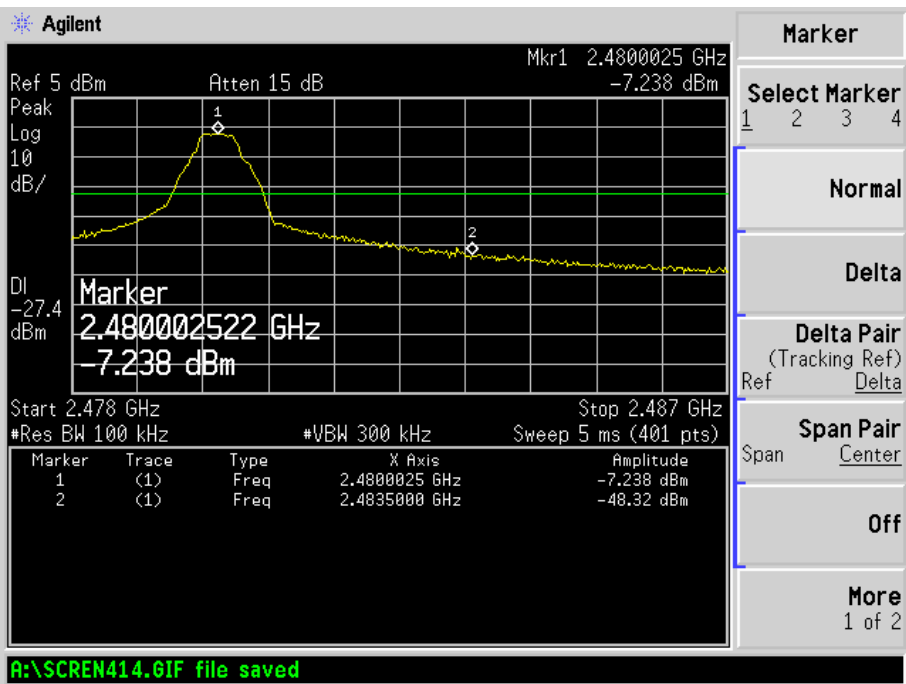 Agilent
Marker
Mkr1 2.4800025 GHz
Ref 5 dBm Atten 15 dB -7.238 dBm
Peak
Log
10
dB/
1
2
DI
-27.4
dBm
Marker
2.480002522 GHz
-7.238 dBm
Start 2.478 GHz Stop 2.487 GHz
#Res BW 100 kHz #VBW 300 kHz Sweep 5 ms (401 pts)
Marker Trace Type X Axis Amplitude
1 (1) Freq 2.4800025 GHz -7.238 dBm
2 (1) Freq 2.4835000 GHz -48.32 dBm
Select Marker
1 2 3 4
Normal
Delta
Delta Pair
(Tracking Ref)
Ref Delta
Span Pair
Span Center
Off
More
1 of 2
A:\SCREN414.GIF file saved